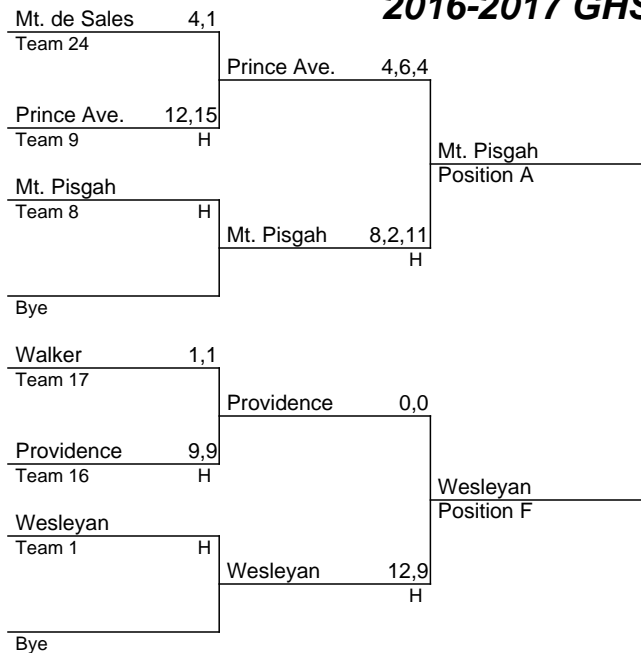 2016-2017 GHS
Mt. de Sales 4,1
Team 24
Prince Ave. 4,6,4
Prince Ave. 12,15
Team 9 H
Mt. Pisgah
Position A
Mt. Pisgah
Team 8 H
Mt. Pisgah 8,2,11
H
Bye
Walker 1,1
Team 17
Providence 0,0
Providence 9,9
Team 16 H
Wesleyan
Position F
Wesleyan
Team 1 H
Wesleyan 12,9
H
Bye